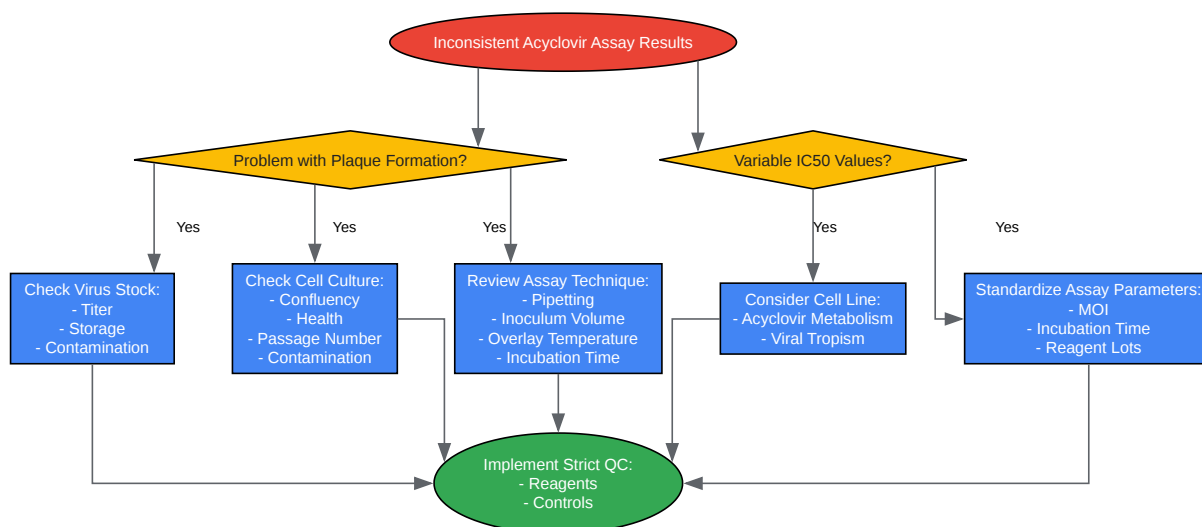 Inconsistent Acyclovir Assay Results
Problem with Plaque Formation?
Variable IC50 Values?
Yes
Yes
Yes
Yes
Yes
Check Virus Stock:
- Titer
- Storage
- Contamination
Check Cell Culture:
- Confluency
- Health
- Passage Number
- Contamination
Review Assay Technique:
- Pipetting
- Inoculum Volume
- Overlay Temperature
- Incubation Time
Consider Cell Line:
- Acyclovir Metabolism
- Viral Tropism
Standardize Assay Parameters:
- MOI
- Incubation Time
- Reagent Lots
Implement Strict QC:
- Reagents
- Controls